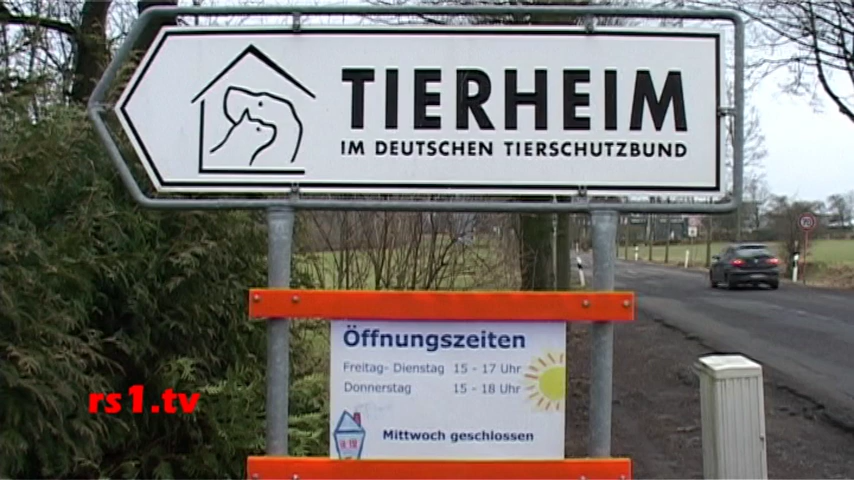 TIERHEIM
IM DEUTSCHEN TIERSCHUTZBUND
Öffnungszeiten
Freitag- Dienstag 15 - 17 Uhr
Donnerstag 15 - 18 Uhr
Mittwoch geschlossen
rs1.tv